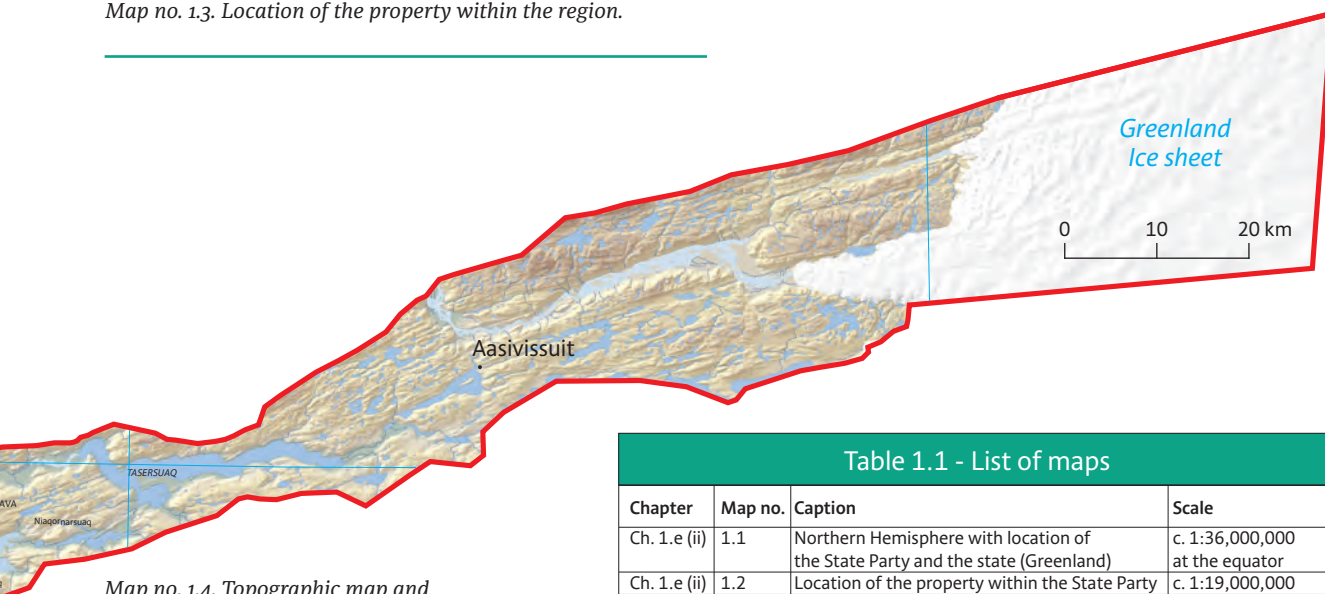 Map no. 1.3. Location of the property within the region.
Greenland
Ice sheet
0 10 20 km
Aasivissuit
TASERSUAQ
AVA
Niaqornarsuaq
Table 1.1 - List of maps
Chapter Map no. Caption Scale
Ch. 1.e (ii) 1.1 Northern Hemisphere with location of c. 1:36,000,000
the State Party and the state (Greenland) at the equator
Ch. 1.e (ii) 1.2 Location of the property within the State Party c. 1:19,000,000
Map no. 1.4. Topographic map and